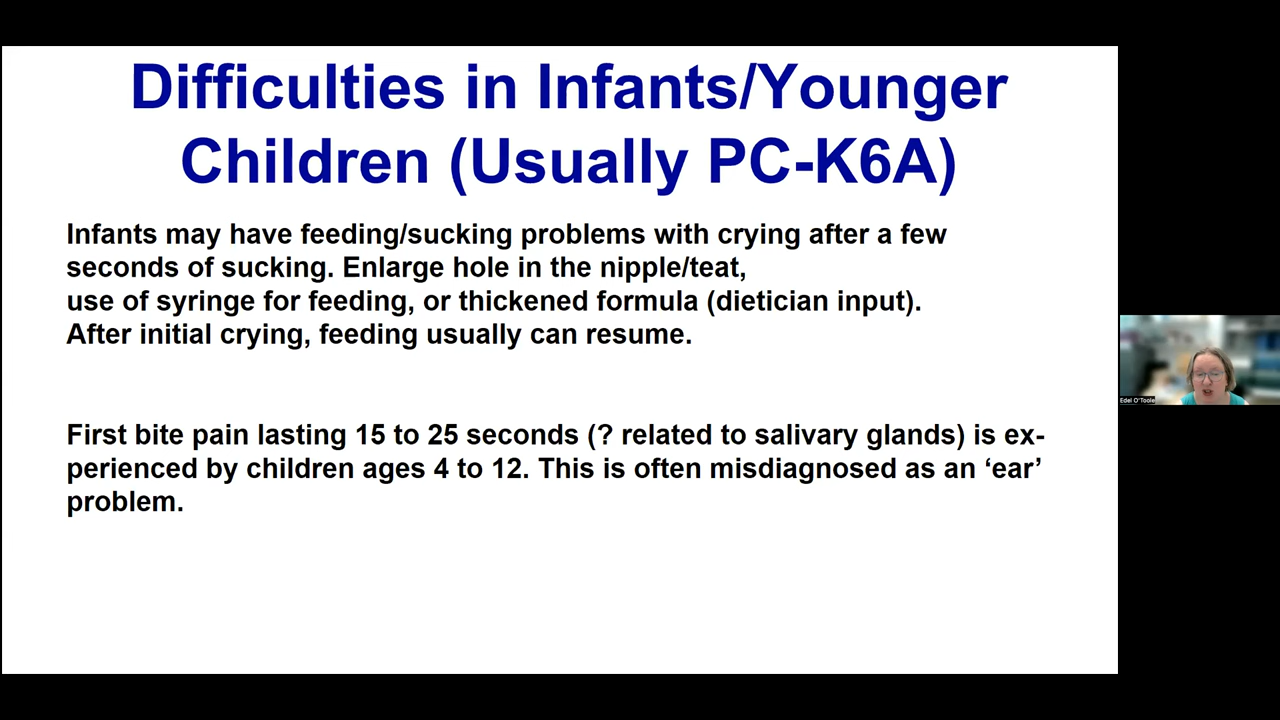 Difficulties in Infants/Younger
Children (Usually PC-K6A)
Infants may have feeding/sucking problems with crying after a few
seconds of sucking. Enlarge hole in the nipple/teat,
use of syringe for feeding, or thickened formula (dietician input).
After initial crying, feeding usually can resume.
First bite pain lasting 15 to 25 seconds (? related to salivary glands) is ex-
perienced by children ages 4 to 12. This is often misdiagnosed as an ‘ear’
problem.
Edel O'Toole